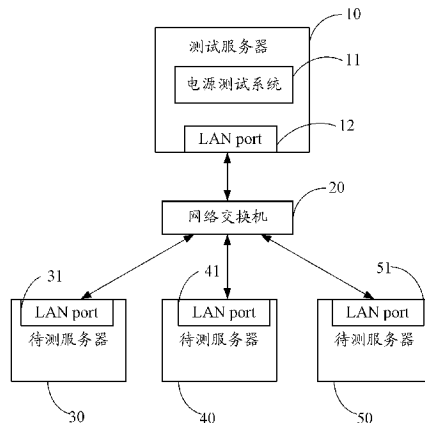 10
测试服务器
11
电源测试系统
12
LAN port
20
网络交换机
31
41
51
LAN port
LAN port
LAN port
待测服务器
待测服务器
待测服务器
30
40
50